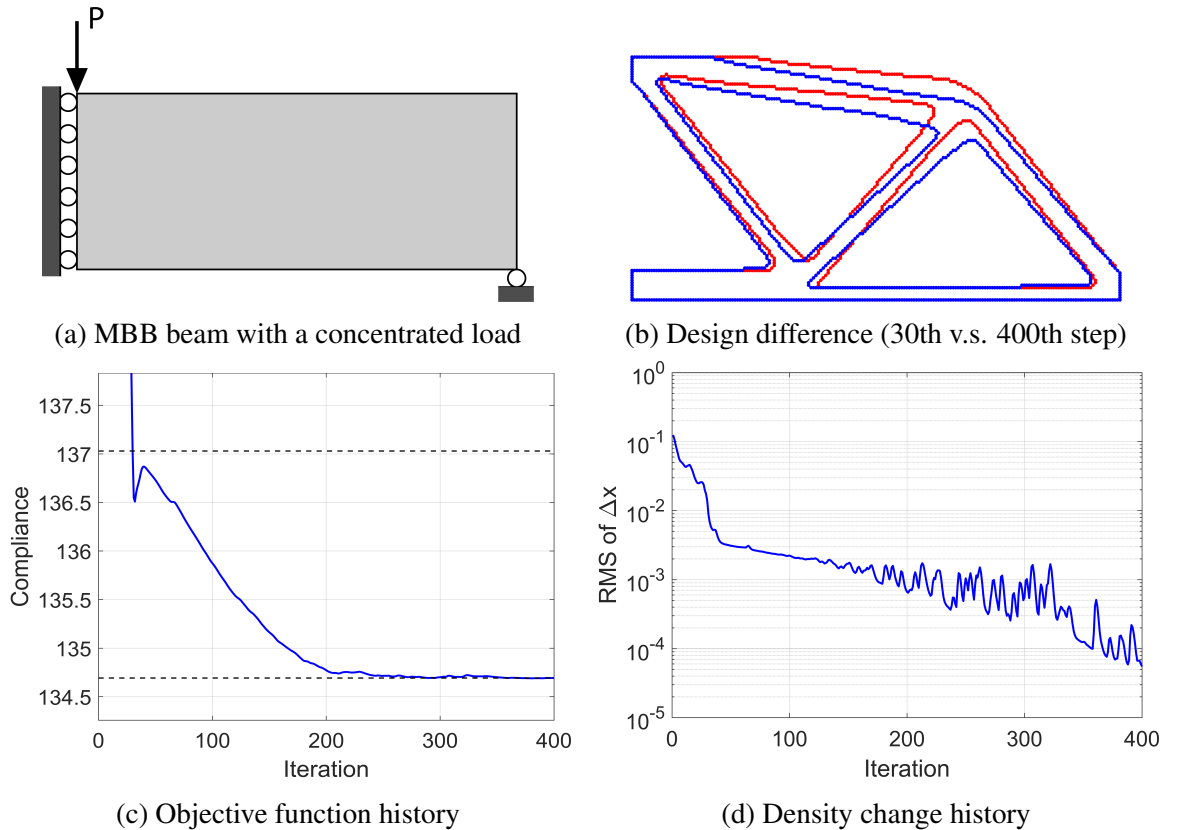 P
(a) MBB beam with a concentrated load
(b) Design difference (30th v.s. 400th step)
137.5
137
136.5
136
135.5
135
134.5
0
100
200
300
400
Compliance
Iteration
(c) Objective function history
10^0
10^-1
10^-2
10^-3
10^-4
10^-5
0
100
200
300
400
RMS of Δx
Iteration
(d) Density change history